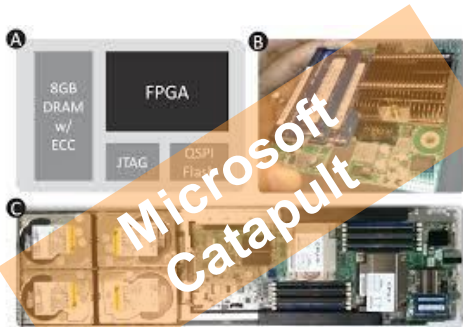 A
B
8GB
DRAM
w/
ECC
FPGA
JTAG
QSPI
Flash
C
Microsoft
Catapult